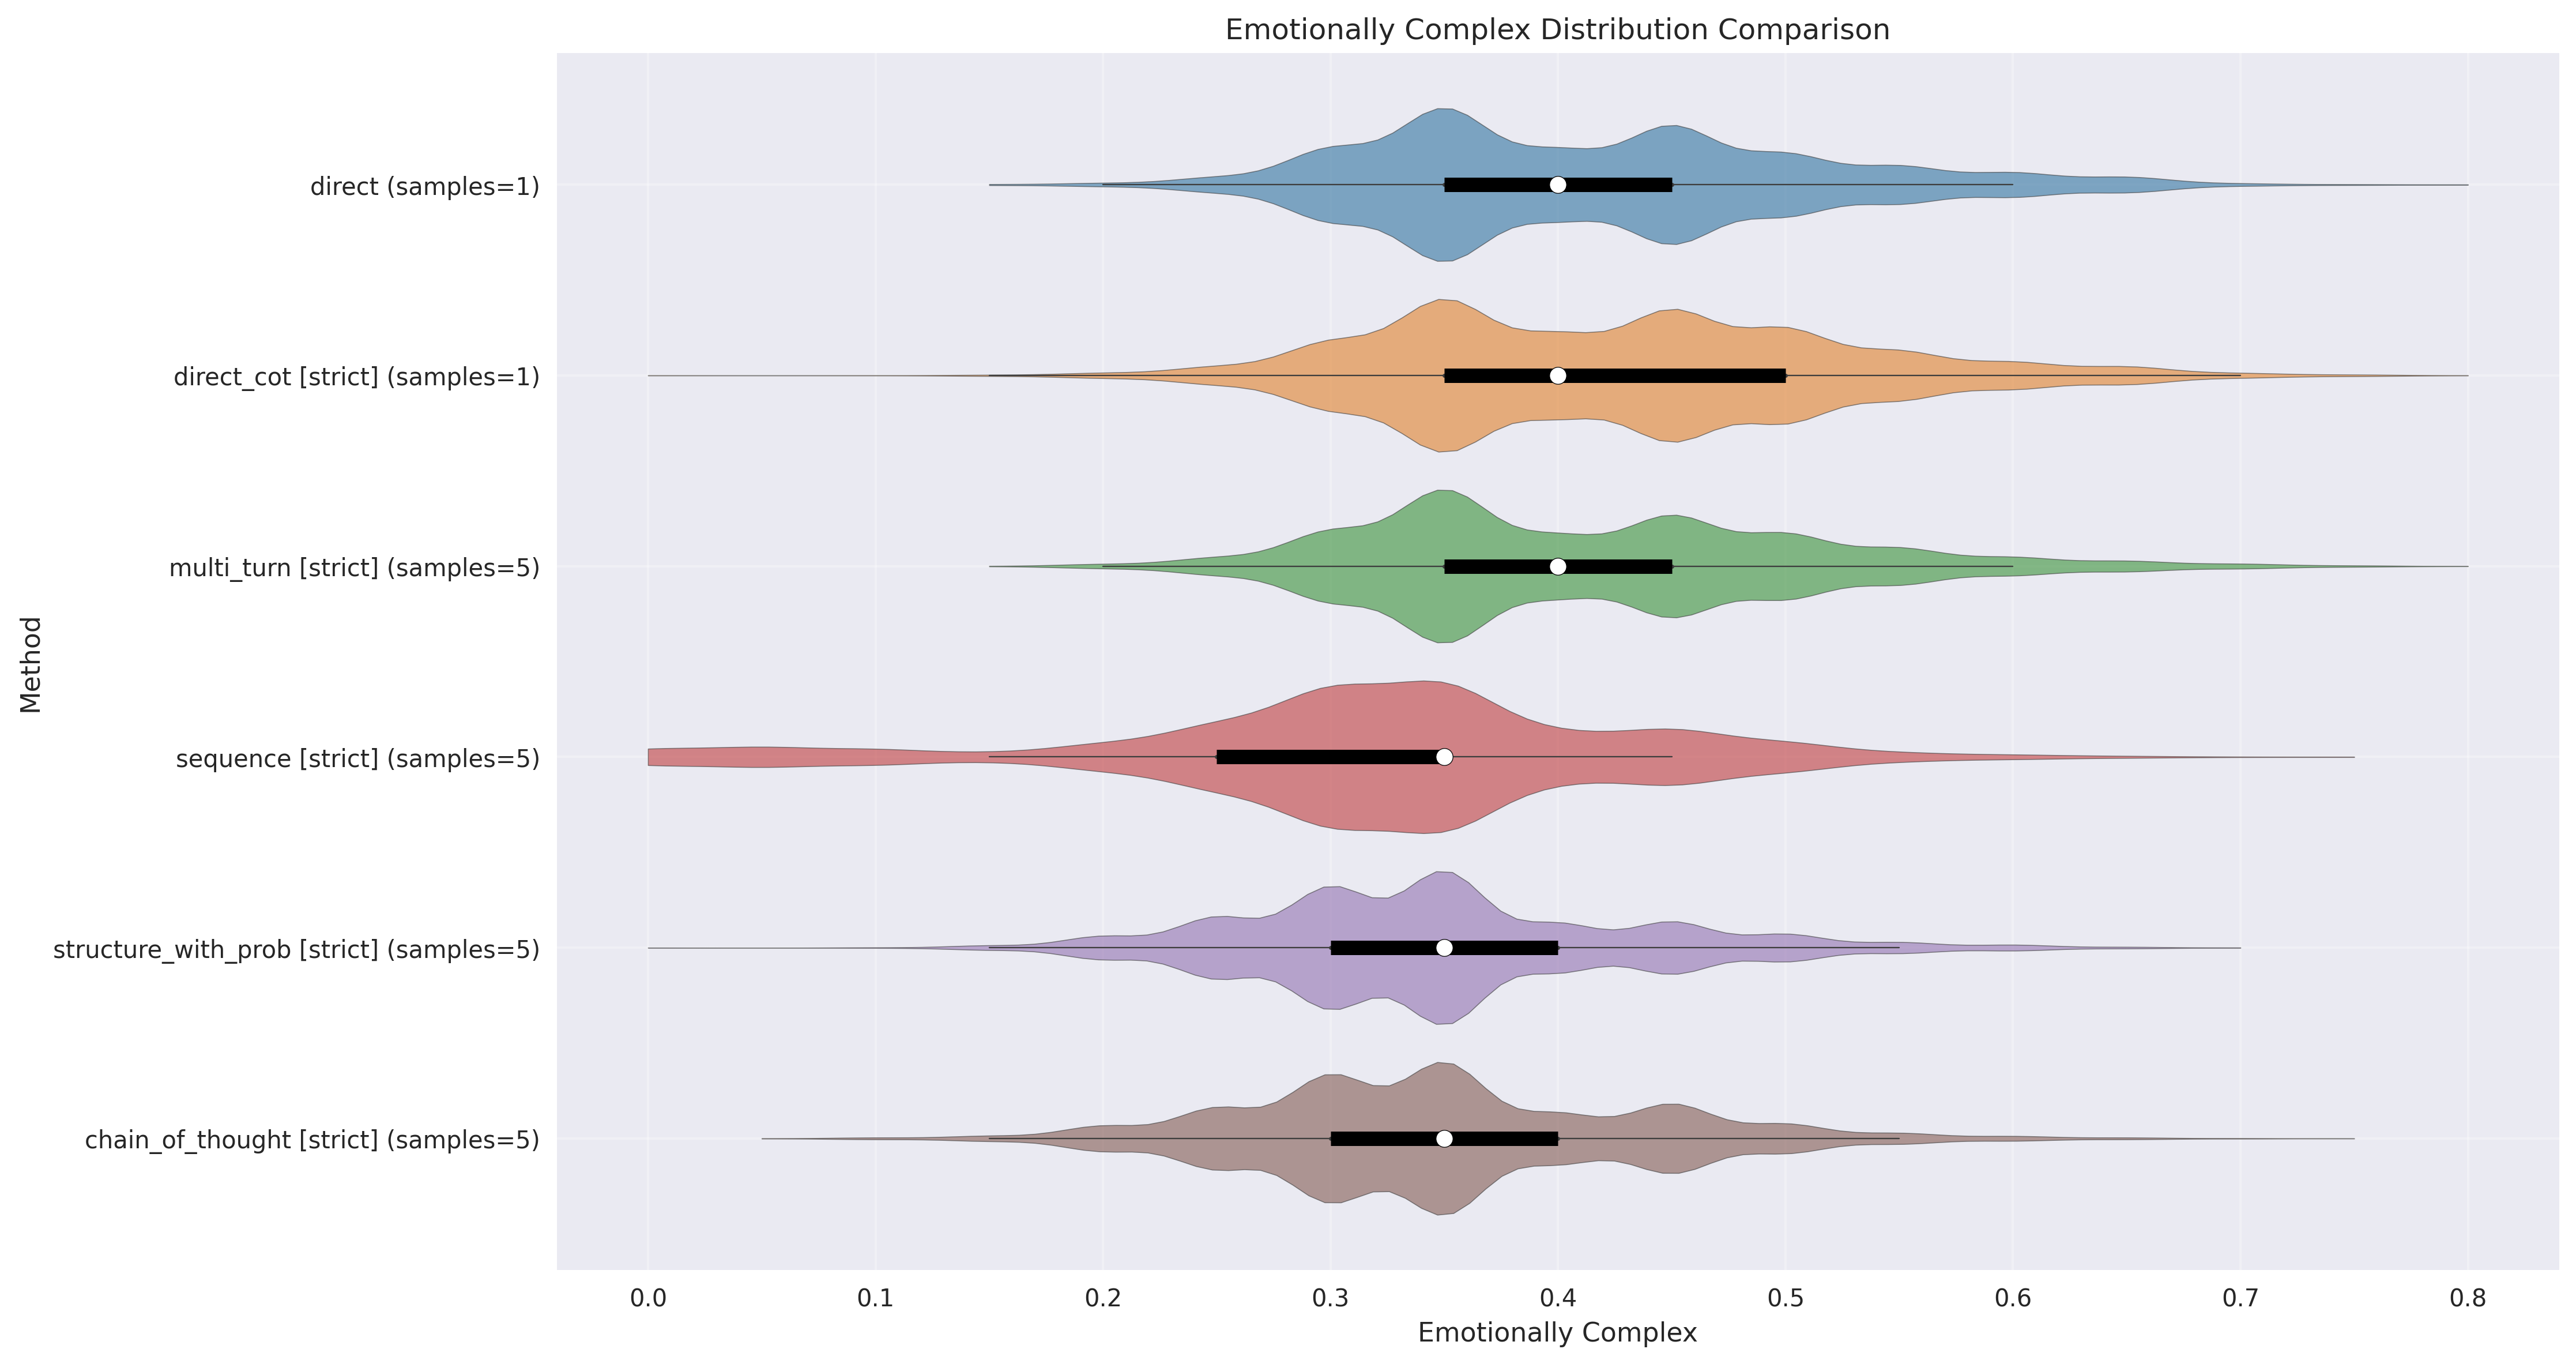 Emotionally Complex Distribution Comparison
direct (samples=1)
direct_cot [strict] (samples=1)
multi_turn [strict] (samples=5)
sequence [strict] (samples=5)
structure_with_prob [strict] (samples=5)
chain_of_thought [strict] (samples=5)
Method
0.0 0.1 0.2 0.3 0.4 0.5 0.6 0.7 0.8
Emotionally Complex